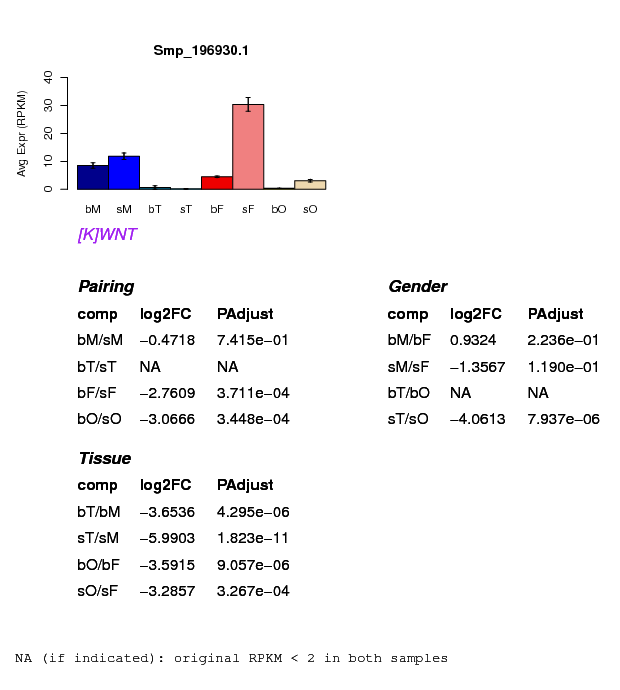 Smp_196930.1
Avg Expr (RPKM)
0 10 20 30 40
bM sM bT sT bF sF bO sO
[K]WNT
Pairing
comp log2FC PAdjust
bM/sM −0.4718 7.415e−01
bT/sT NA NA
bF/sF −2.7609 3.711e−04
bO/sO −3.0666 3.448e−04
Gender
comp log2FC PAdjust
bM/bF 0.9324 2.236e−01
sM/sF −1.3567 1.190e−01
bT/bO NA NA
sT/sO −4.0613 7.937e−06
Tissue
comp log2FC PAdjust
bT/bM −3.6536 4.295e−06
sT/sM −5.9903 1.823e−11
bO/bF −3.5915 9.057e−06
sO/sF −3.2857 3.267e−04
NA (if indicated): original RPKM < 2 in both samples